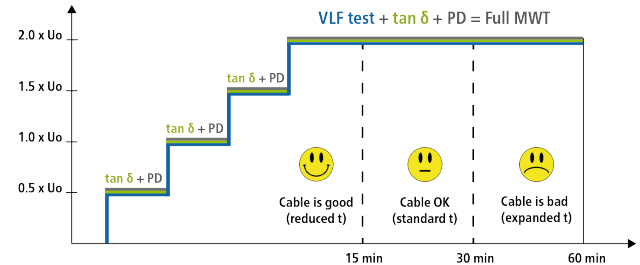 VLF test + tan δ + PD = Full MWT
2.0 x Uo
1.5 x Uo
tan δ + PD
1.0 x Uo
tan δ + PD
0.5 x Uo
tan δ + PD
Cable is good
(reduced t)
Cable OK
(standard t)
Cable is bad
(expanded t)
15 min
30 min
60 min